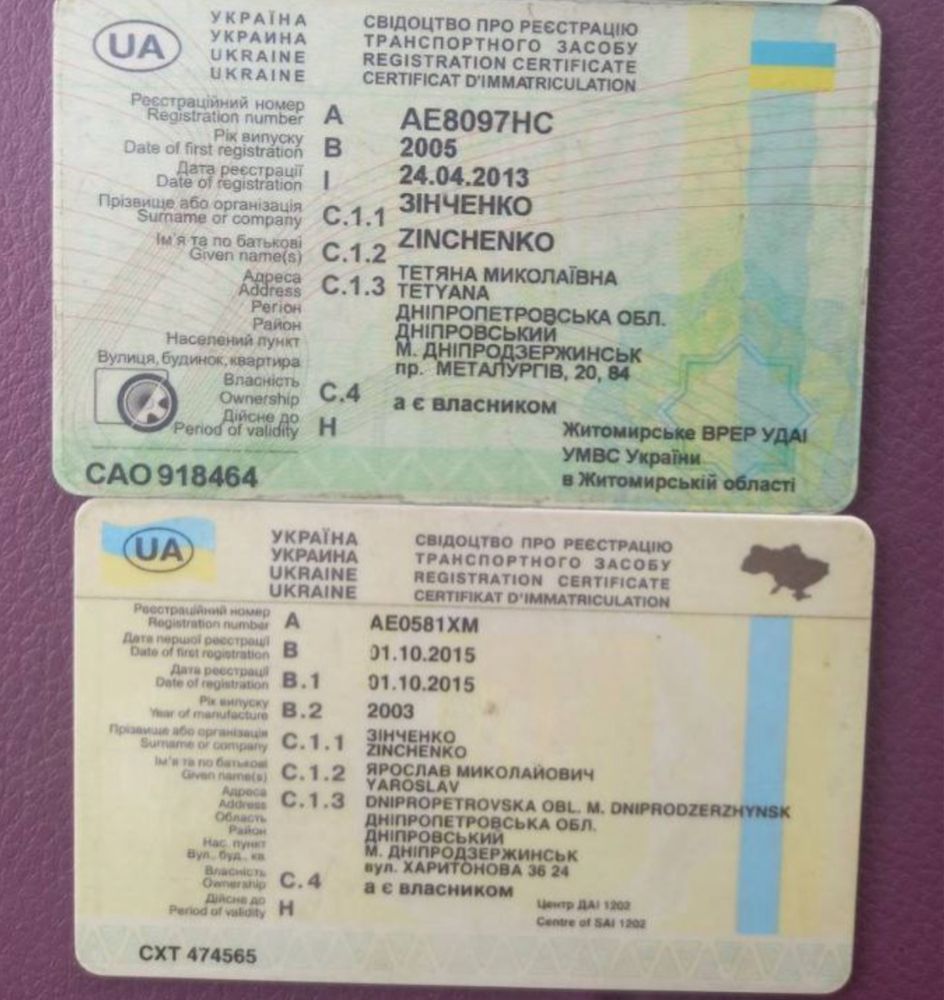 UA
УКРАЇНА
УКРАИНА
UKRAINE
UKRAINE
СВІДОЦТВО ПРО РЕЄСТРАЦІЮ
ТРАНСПОРТНОГО ЗАСОБУ
REGISTRATION CERTIFICATE
CERTIFICAT D'IMMATRICULATION
Реєстраційний номер
Registration number A AE8097HC
Рік випуску
Date of first registration B 2005
Дата реєстрації
Date of registration I 24.04.2013
Прізвище або організація
Surname or company C.1.1 ЗІНЧЕНКО
ZINCHENKO
Ім'я та по батькові
Given name(s) C.1.2 ТЕТЯНА МИКОЛАЇВНА
TETYANA
Адреса
Address C.1.3 ДНІПРОПЕТРОВСЬКА ОБЛ.
Регіон
Район ДНІПРОВСЬКИЙ
Населений пункт М. ДНІПРОДЗЕРЖИНСЬК
Вулиця, будинок, квартира пр. МЕТАЛУРГІВ, 20, 84
Власність
Ownership C.4 а є власником
Дійсне до
Period of validity H
Житомирське ВРЕР УДАІ
УМВС України
в Житомирській області
САО 918464
UA
УКРАЇНА
УКРАИНА
UKRAINE
UKRAINE
СВІДОЦТВО ПРО РЕЄСТРАЦІЮ
ТРАНСПОРТНОГО ЗАСОБУ
REGISTRATION CERTIFICATE
CERTIFIKAT D'IMMATRICULATION
Реєстраційний номер
Registration number A AE0581XM
Дата першої реєстрації
Date of first registration B 01.10.2015
Дата реєстрації
Date of registration B.1 01.10.2015
Рік випуску
Year of manufacture B.2 2003
Прізвище або організація
Surname or company C.1.1 ЗІНЧЕНКО
ZINCHENKO
Ім'я та по батькові
Given name(s) C.1.2 ЯРОСЛАВ МИКОЛАЙОВИЧ
YAROSLAV
Адреса
Address C.1.3 DNIPROPETROVSKA OBL. M. DNIPRODZERZHYNSK
Область ДНІПРОПЕТРОВСЬКА ОБЛ.
Район ДНІПРОВСЬКИЙ
Нас. пункт М. ДНІПРОДЗЕРЖИНСЬК
Вул., буд., кв. вул. ХАРИТОНОВА 36 24
Власність
Ownership C.4 а є власником
Дійсне до
Period of validity H
Центр ДАІ 1202
Centre of SAI 1202
СХТ 474565